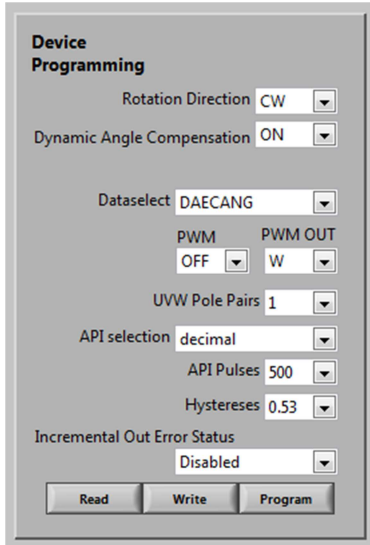 Device
Programming
Rotation Direction CW
Dynamic Angle Compensation ON
Dataselect DAECANG
PWM PWM OUT
OFF W
UVW Pole Pairs 1
API selection decimal
API Pulses 500
Hystereses 0.53
Incremental Out Error Status
Disabled
Read Write Program